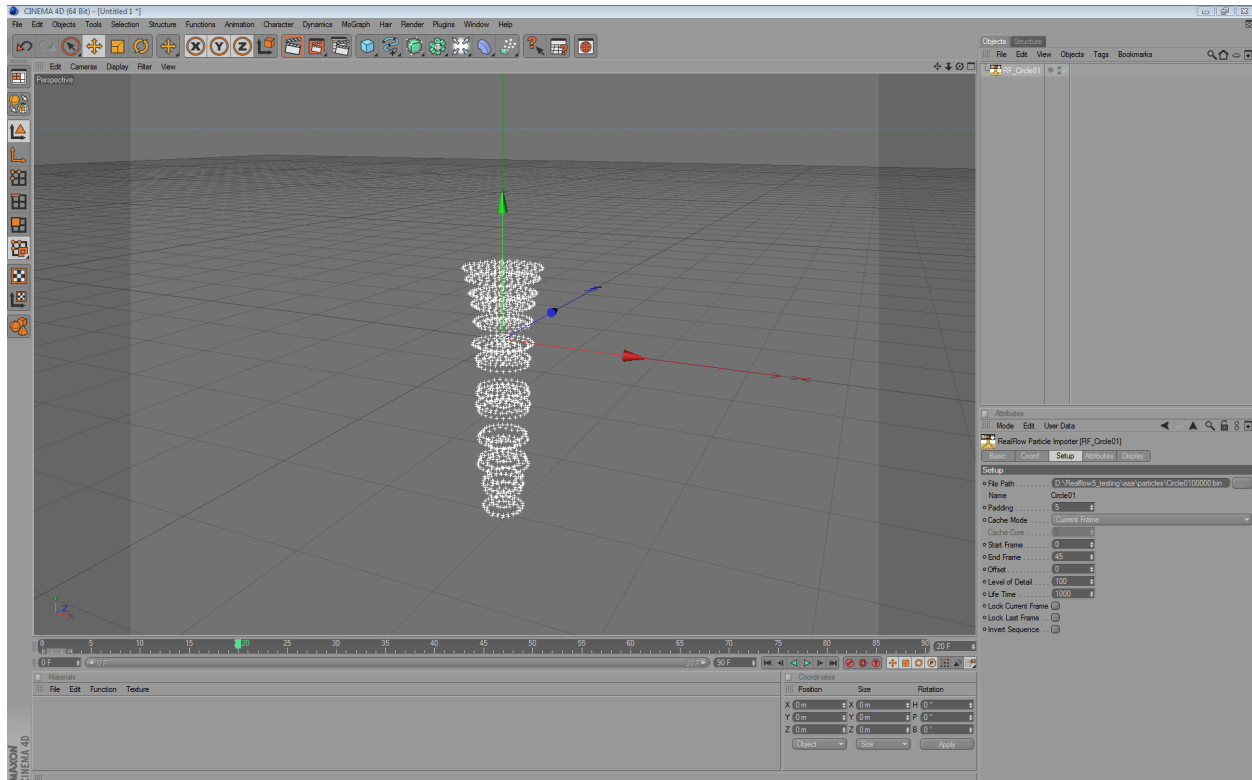 CINEMA 4D (64 Bit) - [Untitled 1 *]
File Edit Objects Tools Selection Structure Functions Animation Character Dynamics MoGraph Hair Render Plugins Window Help
Objects Structure
File Edit View Objects Tags Bookmarks
RF_Circle01
Edit Cameras Display Filter View
Perspective
Y
Z
X
Attributes
Mode Edit User Data
RealFlow Particle Importer [RF_Circle01]
Basic Coord. Setup Attributes Display
Setup
File Path D:\Realflow5_testing\aaa\particles\Circle0100000.bin
Name Circle01
Padding 5
Cache Mode Current Frame
Cache Core
Start Frame 0
End Frame 45
Offset 0
Level of Detail 100
Life Time 1000
Lock Current Frame
Lock Last Frame
Invert Sequence
0 5 10 15 20 25 30 35 40 45 50 55 60 65 70 75 80 85 90 20 F
0 F 0 F 90 F 90 F
Materials
File Edit Function Texture
Coordinates
Position Size Rotation
X 0 m X 0 m H 0 °
Y 0 m Y 0 m P 0 °
Z 0 m Z 0 m B 0 °
Object Size Apply
MAXON
CINEMA 4D